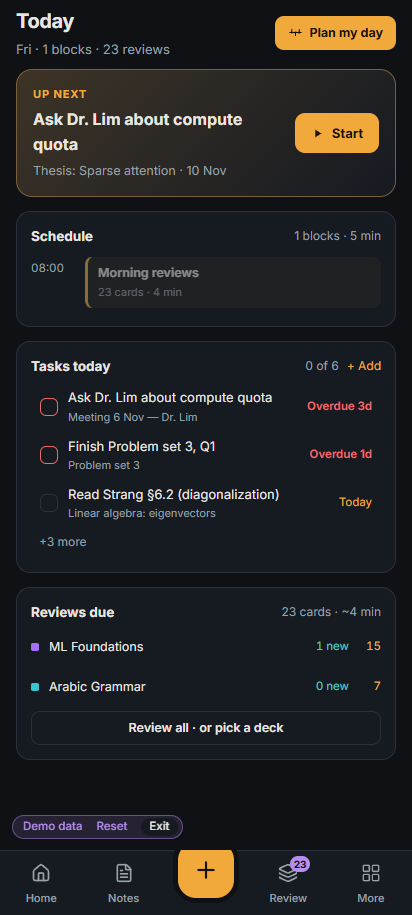 Today
Plan my day
Fri · 1 blocks · 23 reviews
UP NEXT
Ask Dr. Lim about compute
quota
Start
Thesis: Sparse attention · 10 Nov
Schedule
1 blocks · 5 min
08:00
Morning reviews
23 cards · 4 min
Tasks today
0 of 6 + Add
Ask Dr. Lim about compute quota
Meeting 6 Nov — Dr. Lim
Overdue 3d
Finish Problem set 3, Q1
Problem set 3
Overdue 1d
Read Strang §6.2 (diagonalization)
Linear algebra: eigenvectors
Today
+3 more
Reviews due
23 cards · ~4 min
ML Foundations
1 new 15
Arabic Grammar
0 new 7
Review all · or pick a deck
Demo data Reset Exit
23
Home
Notes
Review
More